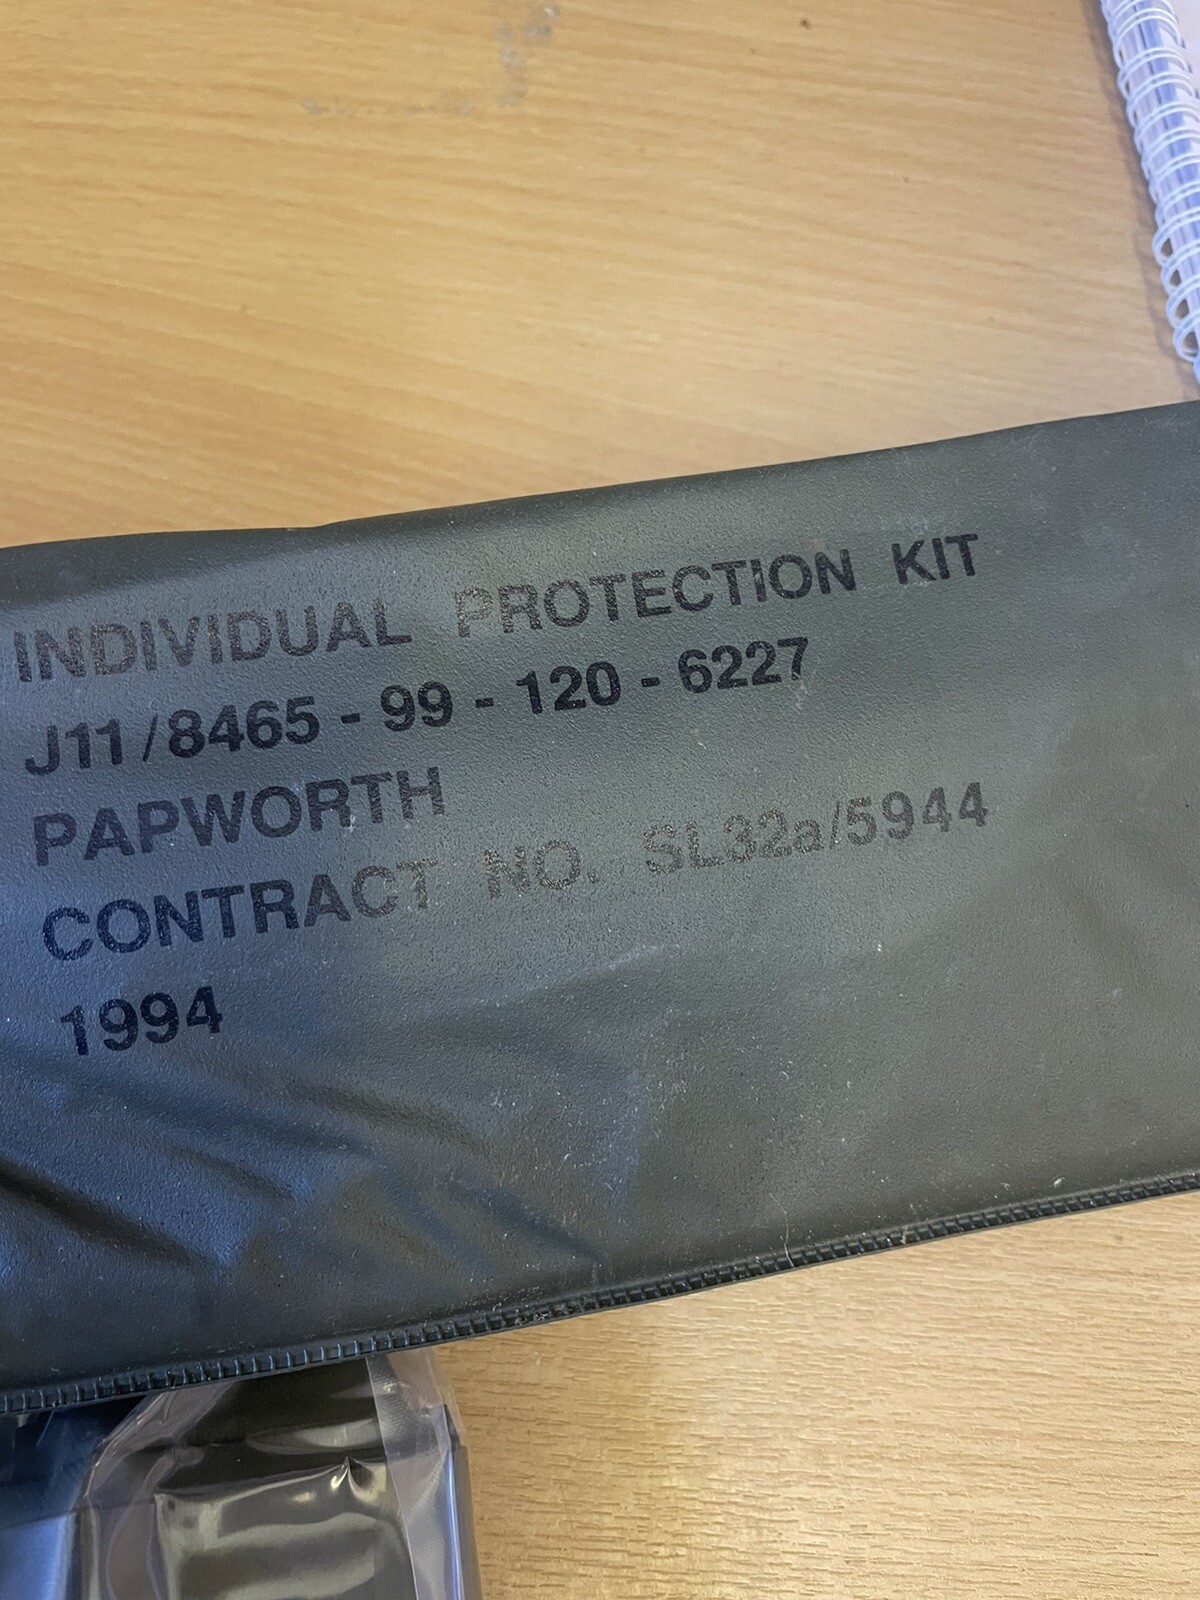 INDIVIDUAL PROTECTION KIT
J11/8465 - 99 - 120 - 6227
PAPWORTH
CONTRACT NO. SL32a/5944
1994